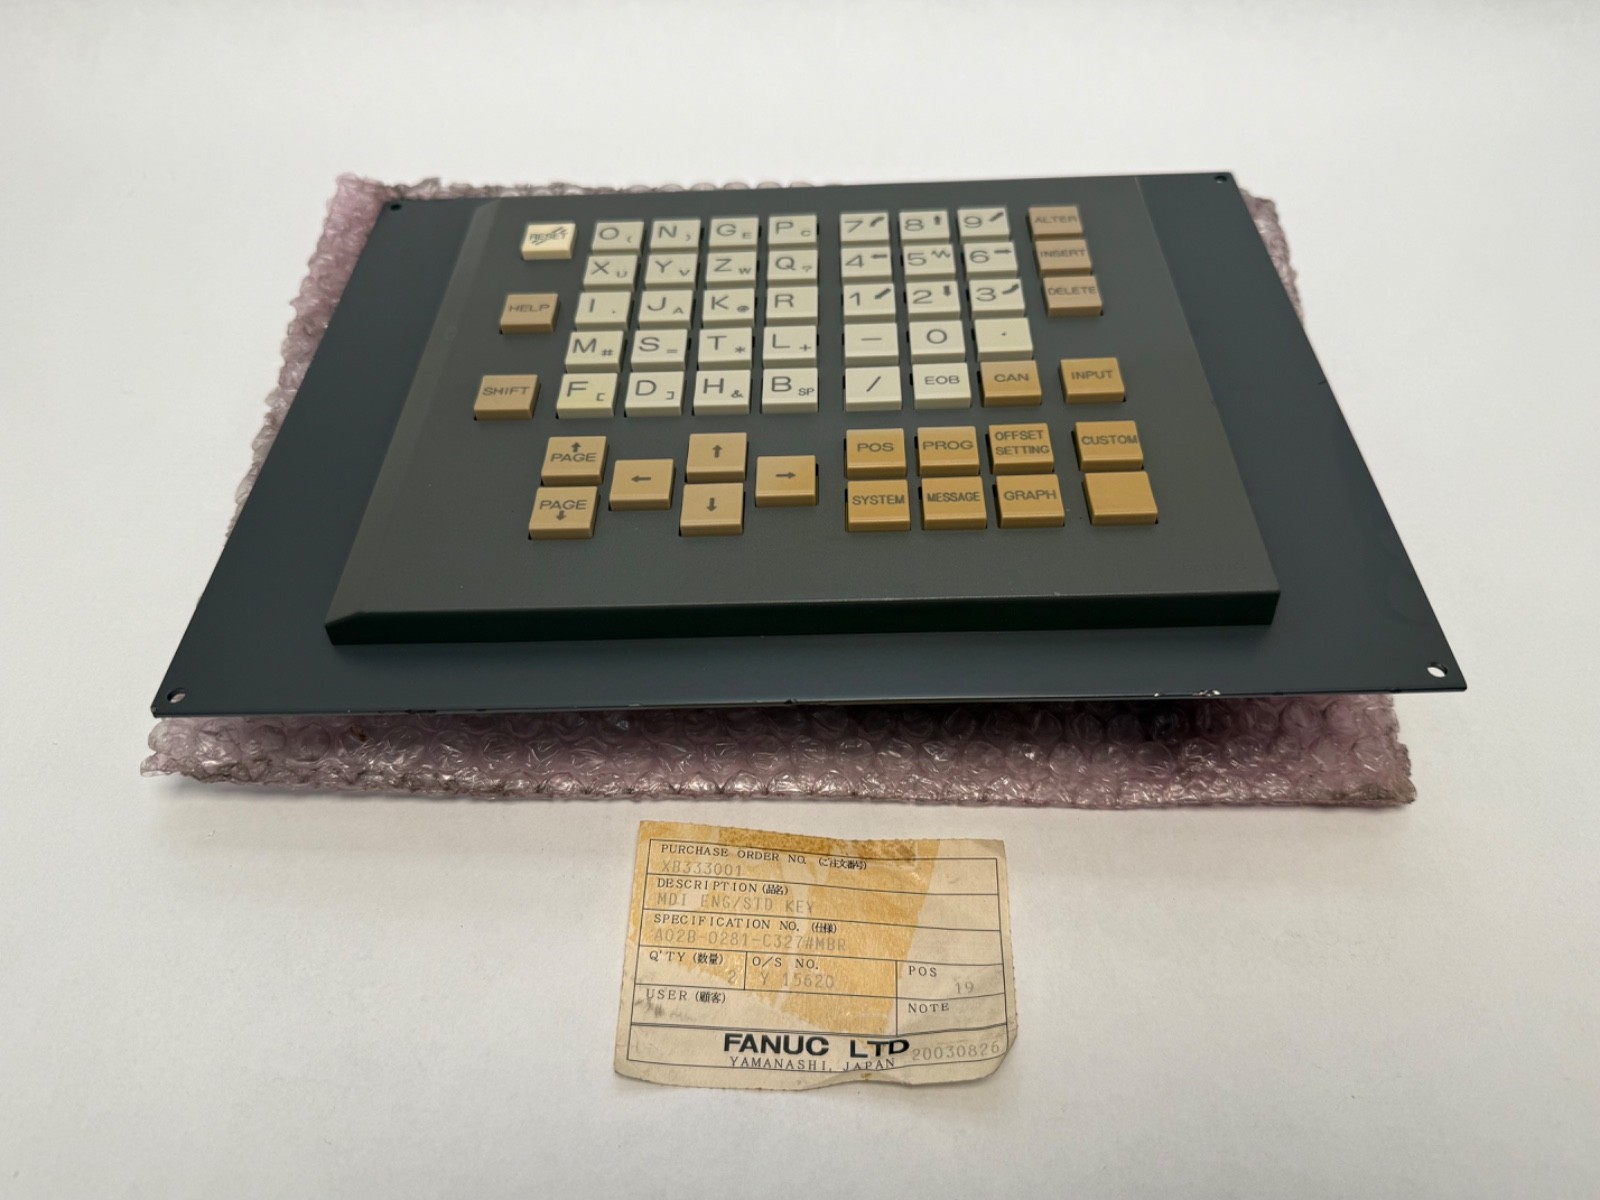 RESET O ( N ) G E P C 7 8 9 ALTER
X U Y V Z W Q ? 4 5 6 INSERT
HELP I , J A K @ R 1 2 3 DELETE
M # S = T * L + - 0 .
SHIFT F [ D ] H & B SP / EOB CAN INPUT
↑ PAGE ← ↑ → POS PROG OFFSET SETTING CUSTOM
PAGE ↓ ↓ SYSTEM MESSAGE GRAPH
PURCHASE ORDER NO. (ご注文番号)
XB333001
DESCRIPTION (品名)
MDI ENG/STD KEY
SPECIFICATION NO. (仕様)
A02B-0281-C327#MBR
Q'TY (数量) O/S NO. POS
2 Y 15620 19
USER (顧客) NOTE
FANUC LTD 20030826
YAMANASHI, JAPAN